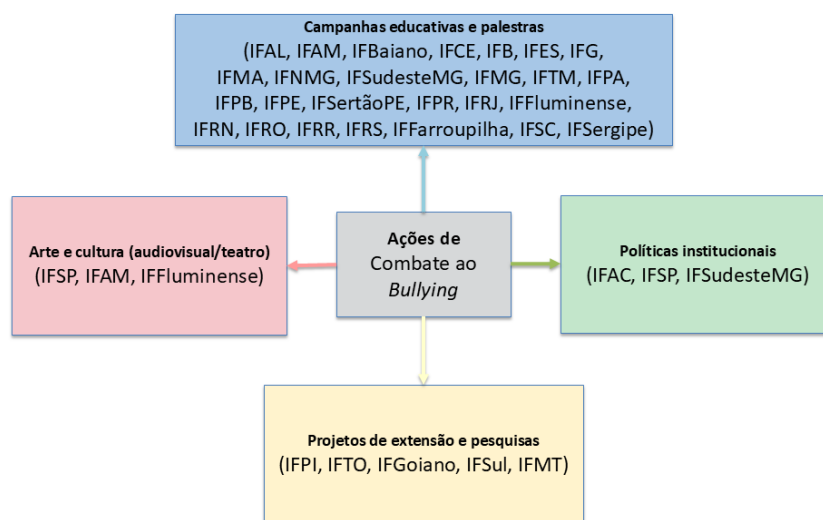 Campanhas educativas e palestras
(IFAL, IFAM, IFBaiano, IFCE, IFB, IFES, IFG,
IFMA, IFNMG, IFSudesteMG, IFMG, IFTM, IFPA,
IFPB, IFPE, IFSertãoPE, IFPR, IFRJ, IFFluminense,
IFRN, IFRO, IFRR, IFRS, IFFarroupilha, IFSC, IFSergipe)
Arte e cultura (audiovisual/teatro)
(IFSP, IFAM, IFFluminense)
Ações de
Combate ao
Bullying
Políticas institucionais
(IFAC, IFSP, IFSudesteMG)
Projetos de extensão e pesquisas
(IFPI, IFTO, IFGoiano, IFSul, IFMT)